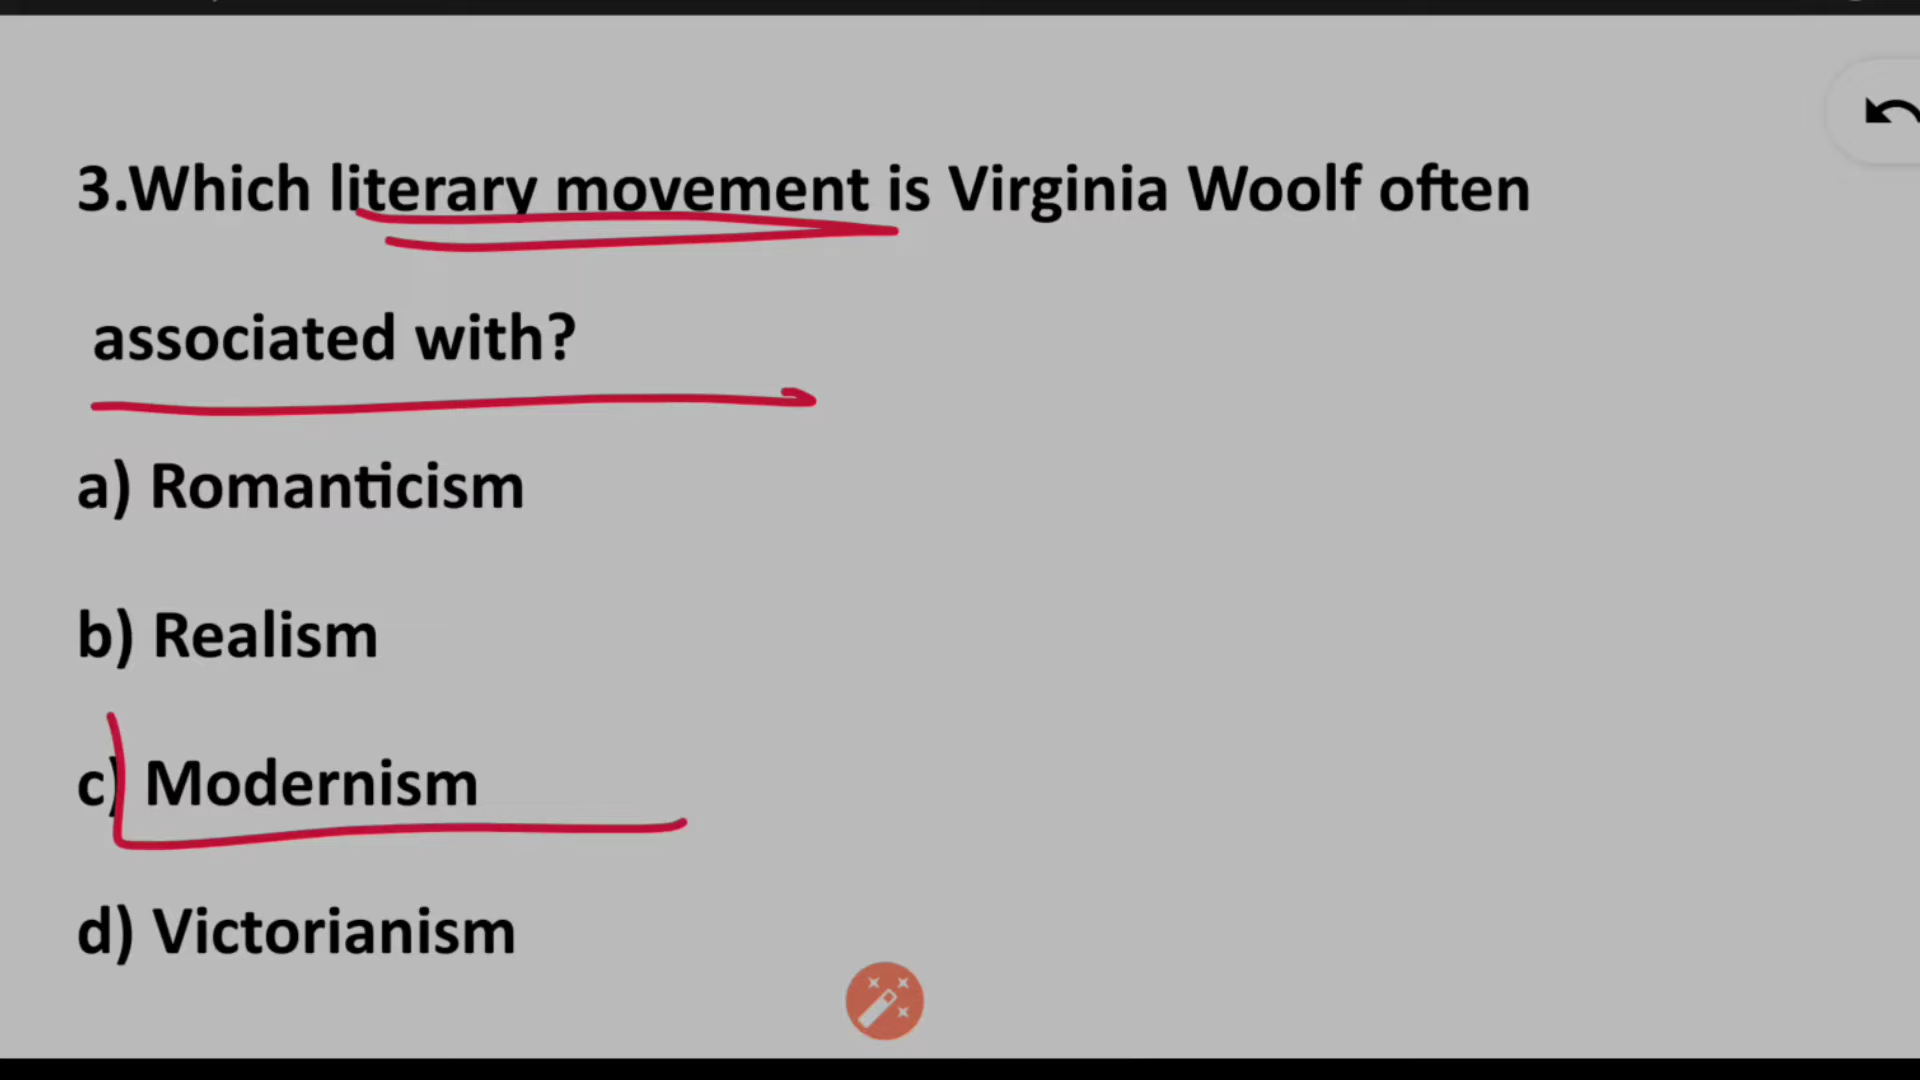 3.Which literary movement is Virginia Woolf often
associated with?
a) Romanticism
b) Realism
c) Modernism
d) Victorianism